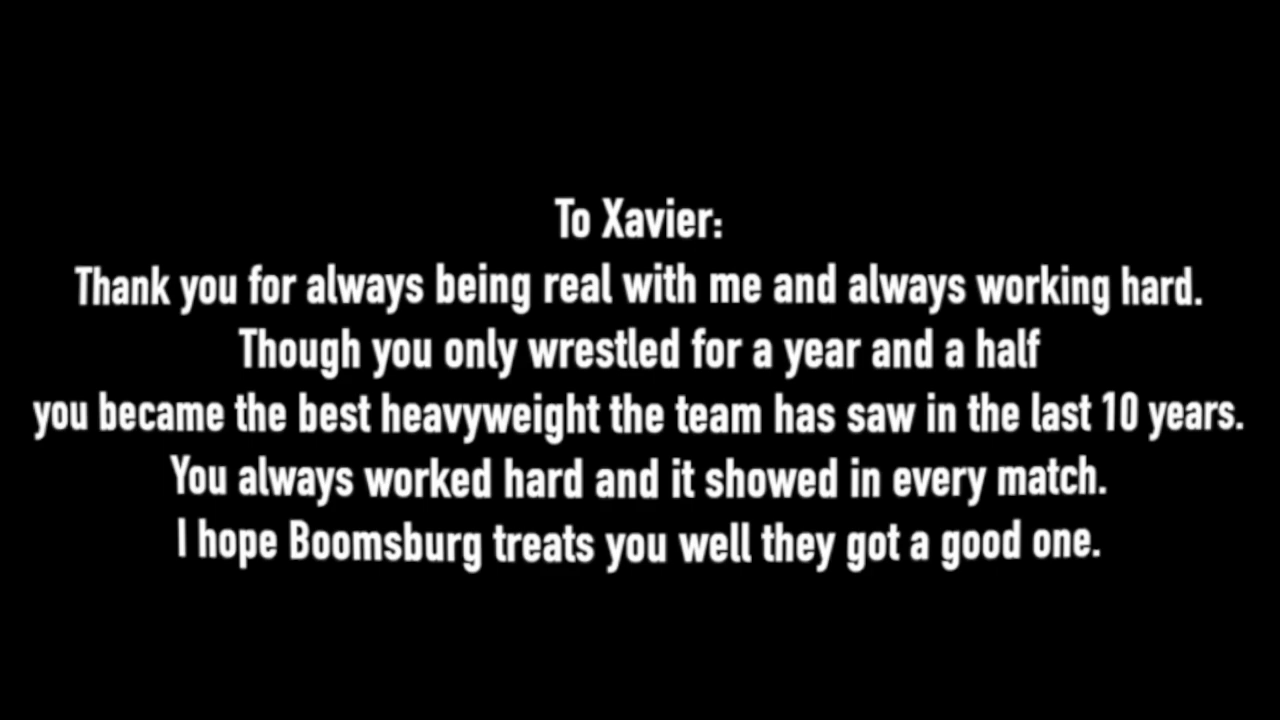 To Xavier:
Thank you for always being real with me and always working hard.
Though you only wrestled for a year and a half
you became the best heavyweight the team has saw in the last 10 years.
You always worked hard and it showed in every match.
I hope Boomsburg treats you well they got a good one.